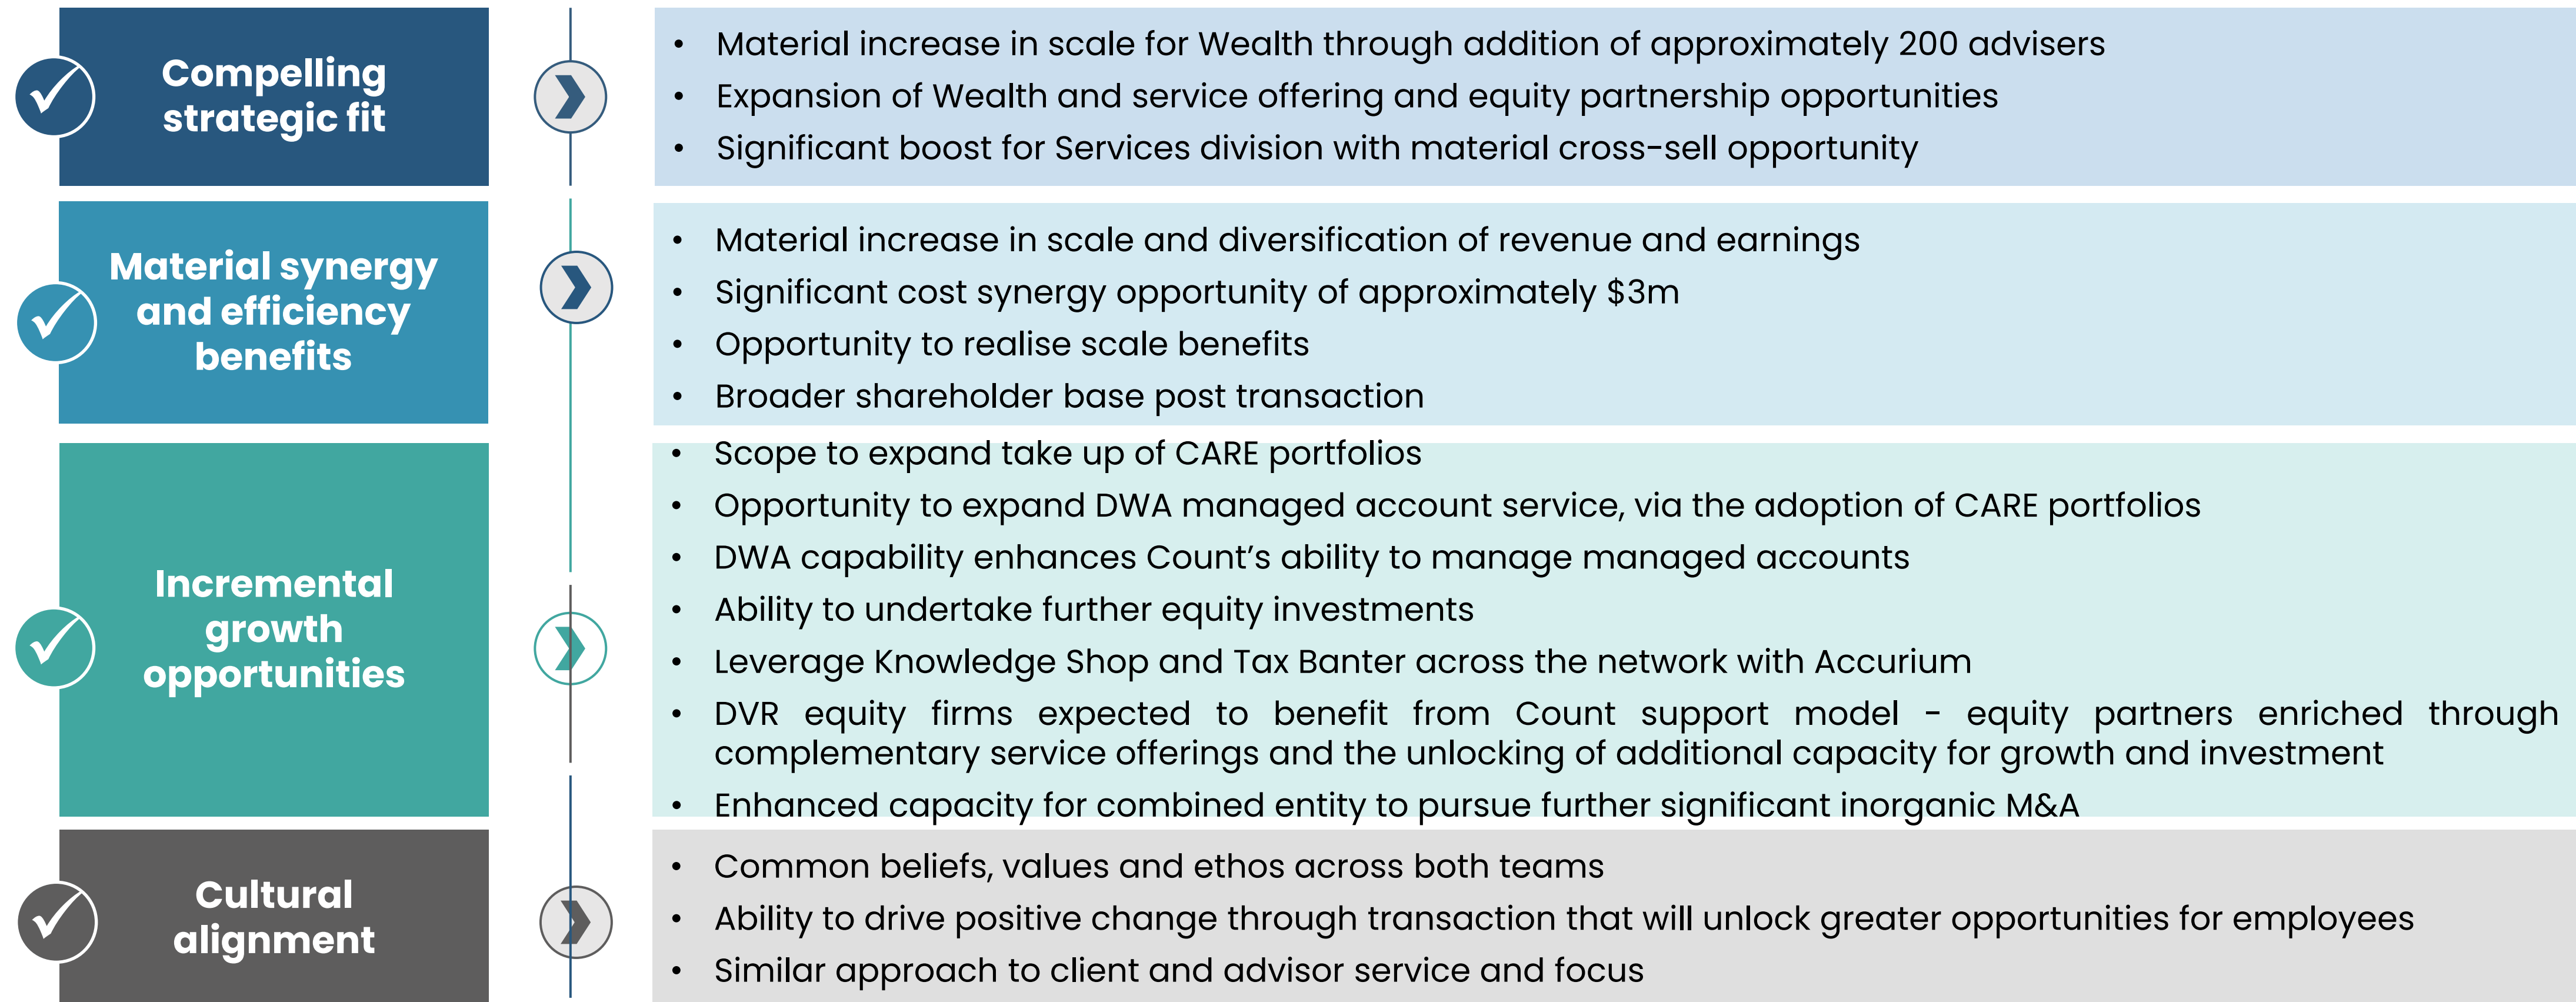 Compelling
strategic fit
• Material increase in scale for Wealth through addition of approximately 200 advisers
• Expansion of Wealth and service offering and equity partnership opportunities
• Significant boost for Services division with material cross-sell opportunity
Material synergy
and efficiency
benefits
• Material increase in scale and diversification of revenue and earnings
• Significant cost synergy opportunity of approximately $3m
• Opportunity to realise scale benefits
• Broader shareholder base post transaction
Incremental
growth
opportunities
• Scope to expand take up of CARE portfolios
• Opportunity to expand DWA managed account service, via the adoption of CARE portfolios
• DWA capability enhances Count’s ability to manage managed accounts
• Ability to undertake further equity investments
• Leverage Knowledge Shop and Tax Banter across the network with Accurium
• DVR equity firms expected to benefit from Count support model - equity partners enriched through
complementary service offerings and the unlocking of additional capacity for growth and investment
• Enhanced capacity for combined entity to pursue further significant inorganic M&A
Cultural
alignment
• Common beliefs, values and ethos across both teams
• Ability to drive positive change through transaction that will unlock greater opportunities for employees
• Similar approach to client and advisor service and focus